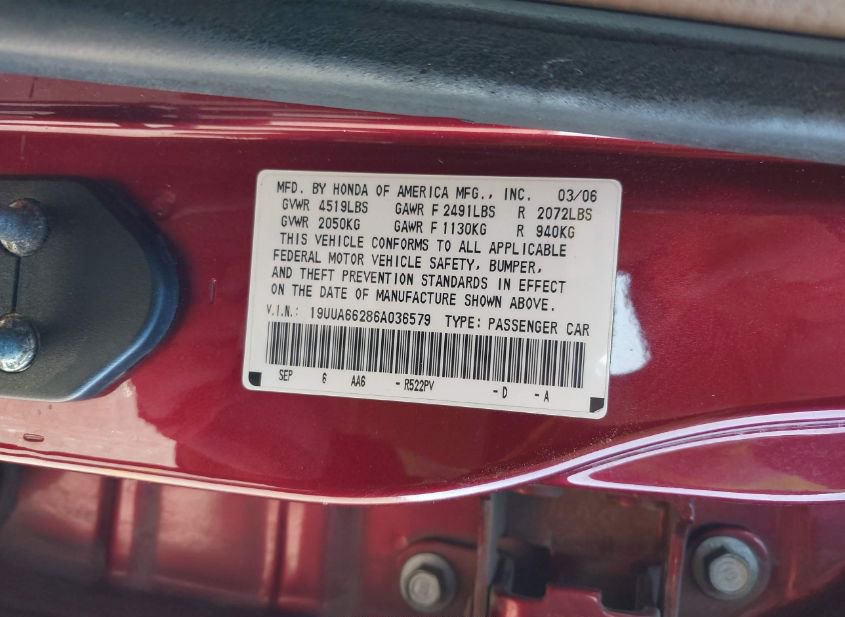 MFD. BY HONDA OF AMERICA MFG., INC. 03/06
GVWR 4519LBS GAWR F 2491LBS R 2072LBS
GVWR 2050KG GAWR F 1130KG R 940KG
THIS VEHICLE CONFORMS TO ALL APPLICABLE
FEDERAL MOTOR VEHICLE SAFETY, BUMPER,
AND THEFT PREVENTION STANDARDS IN EFFECT
ON THE DATE OF MANUFACTURE SHOWN ABOVE.
V.I.N.: 19UUA66286A036579 TYPE: PASSENGER CAR
SEP 6 AA6 -R522PV -D -A